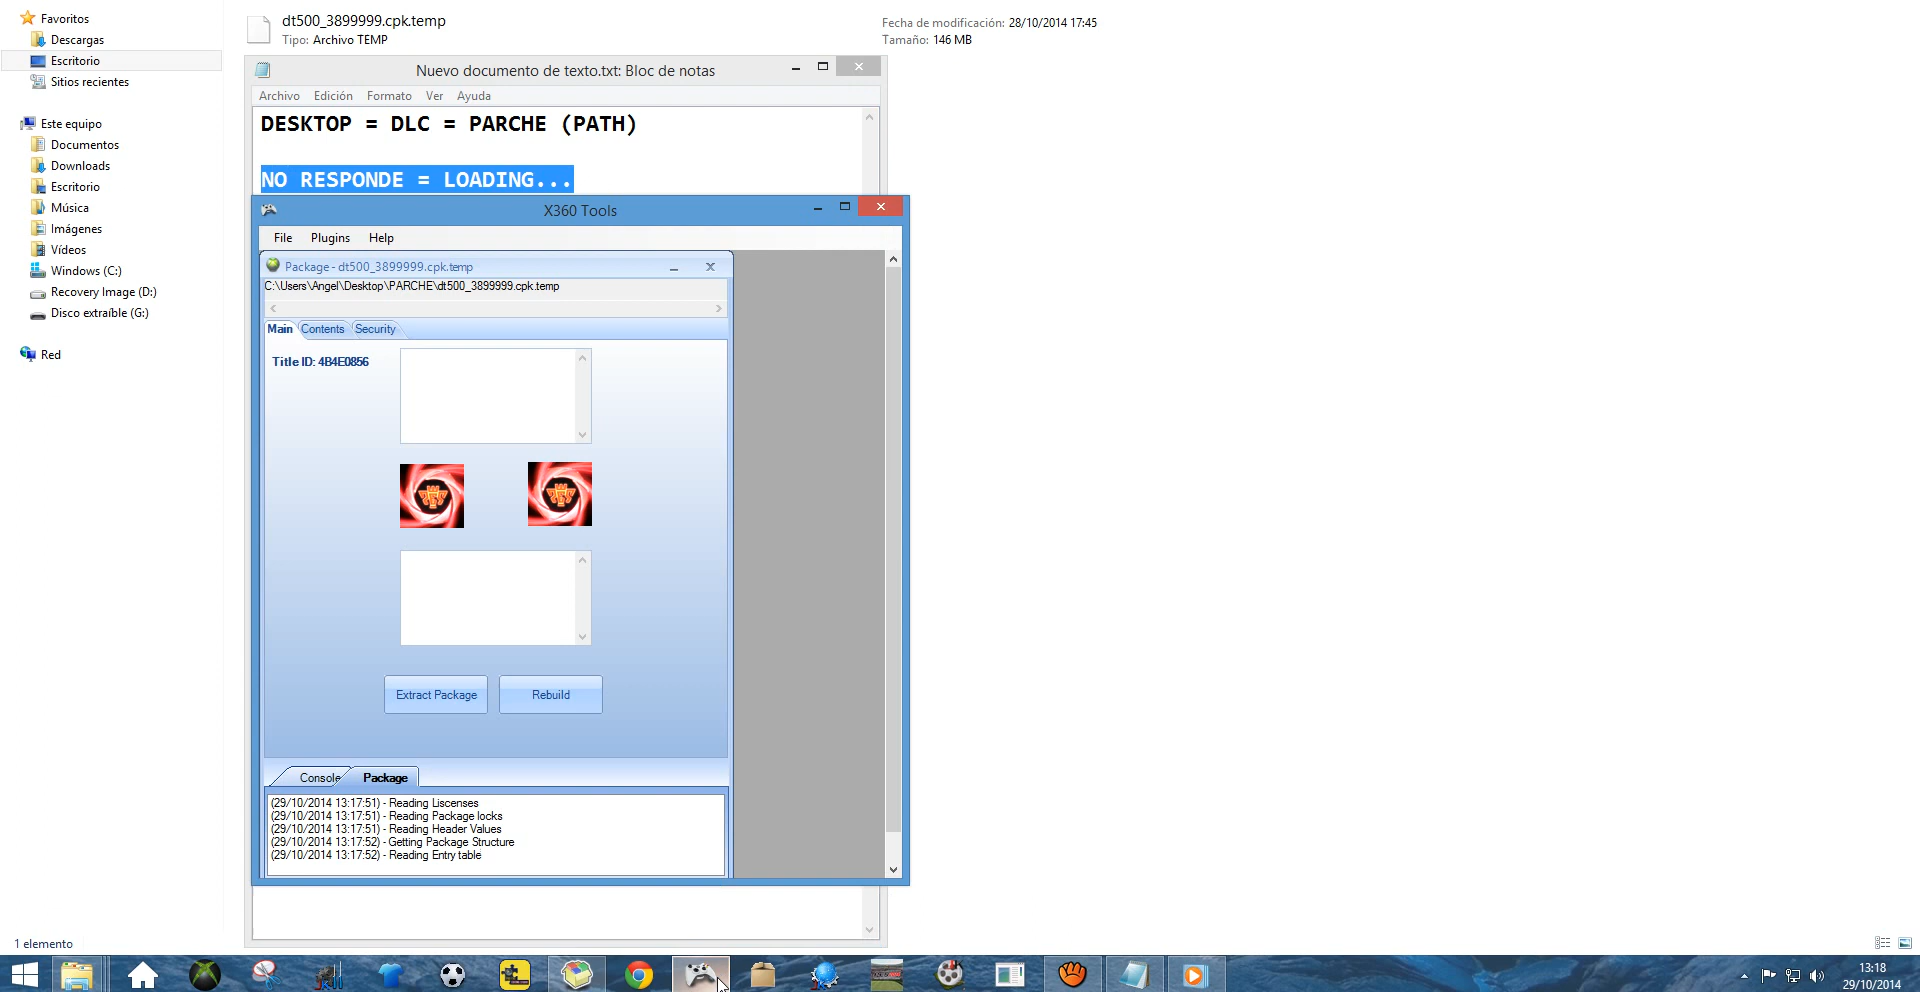 Favoritos
Descargas
Escritorio
Sitios recientes
Este equipo
Documentos
Downloads
Escritorio
Música
Imágenes
Vídeos
Windows (C:)
Recovery Image (D:)
Disco extraíble (G:)
Red
1 elemento
dt500_3899999.cpk.temp
Tipo: Archivo TEMP
Fecha de modificación: 28/10/2014 17:45
Tamaño: 146 MB
Nuevo documento de texto.txt: Bloc de notas
Archivo Edición Formato Ver Ayuda
DESKTOP = DLC = PARCHE (PATH)
NO RESPONDE = LOADING...
X360 Tools
File Plugins Help
Package - dt500_3899999.cpk.temp
C:\Users\Angel\Desktop\PARCHE\dt500_3899999.cpk.temp
Main Contents Security
Title ID: 4B4E0856
Extract Package Rebuild
Console Package
(29/10/2014 13:17:51) - Reading Liscenses
(29/10/2014 13:17:51) - Reading Package locks
(29/10/2014 13:17:51) - Reading Header Values
(29/10/2014 13:17:52) - Getting Package Structure
(29/10/2014 13:17:52) - Reading Entry table
13:18
29/10/2014